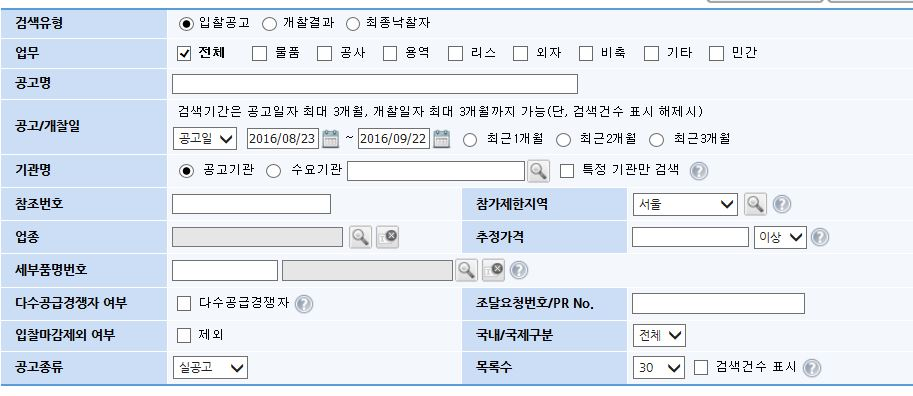 검색유형 입찰공고 개찰결과 최종낙찰자
업무 전체 물품 공사 용역 리스 외자 비축 기타 민간
공고명
검색기간은 공고일자 최대 3개월, 개찰일자 최대 3개월까지 가능(단, 검색건수 표시 해제시)
공고/개찰일 공고일 2016/08/23 ~ 2016/09/22 최근1개월 최근2개월 최근3개월
기관명 공고기관 수요기관 특정 기관만 검색 ?
참조번호 참가제한지역 서울 ?
업종 추정가격 이상 ?
세부품명번호 ?
다수공급경쟁자 여부 다수공급경쟁자 ? 조달요청번호/PR No.
입찰마감제외 여부 제외 국내/국제구분 전체
공고종류 실공고 목록수 30 검색건수 표시 ?